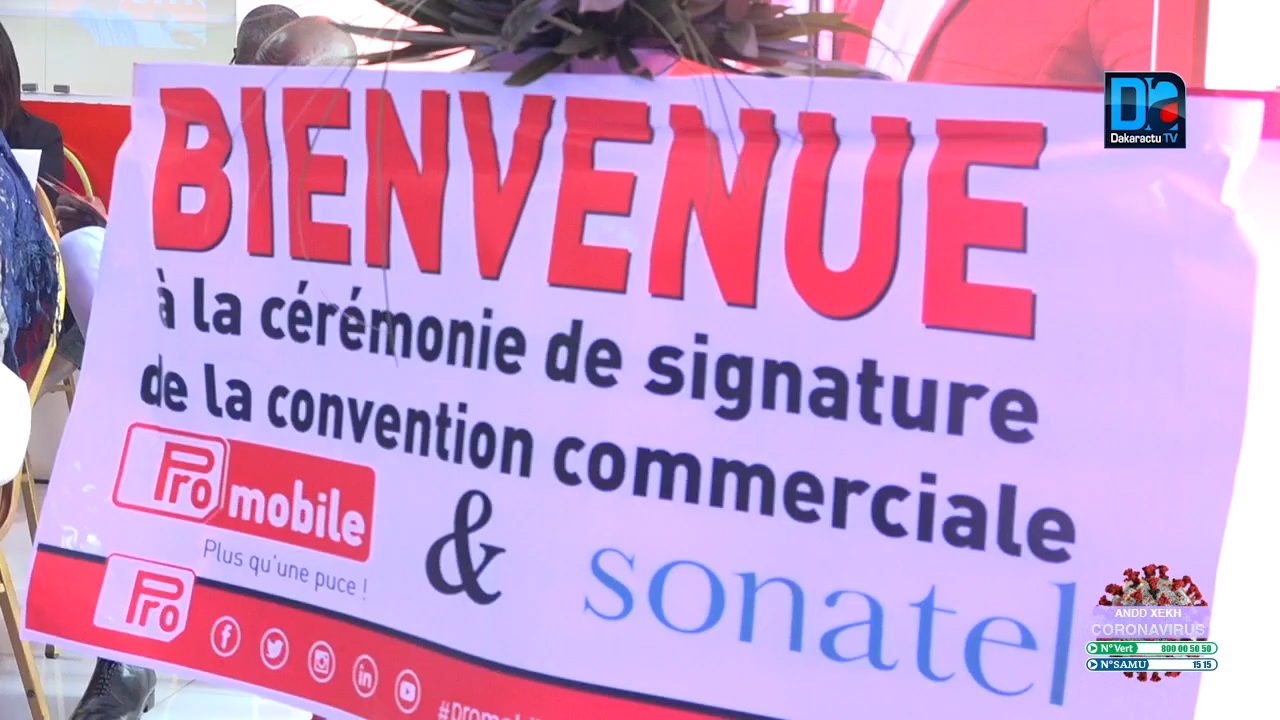 BIENVENUE
à la cérémonie de signature
de la convention commerciale
Pro mobile
Plus qu'une puce !
& sonatel
Pro
DA
Dakaractu TV
ANDD XEKH
CORONAVIRUS
N° Vert 800 00 50 50
N°SAMU 15 15